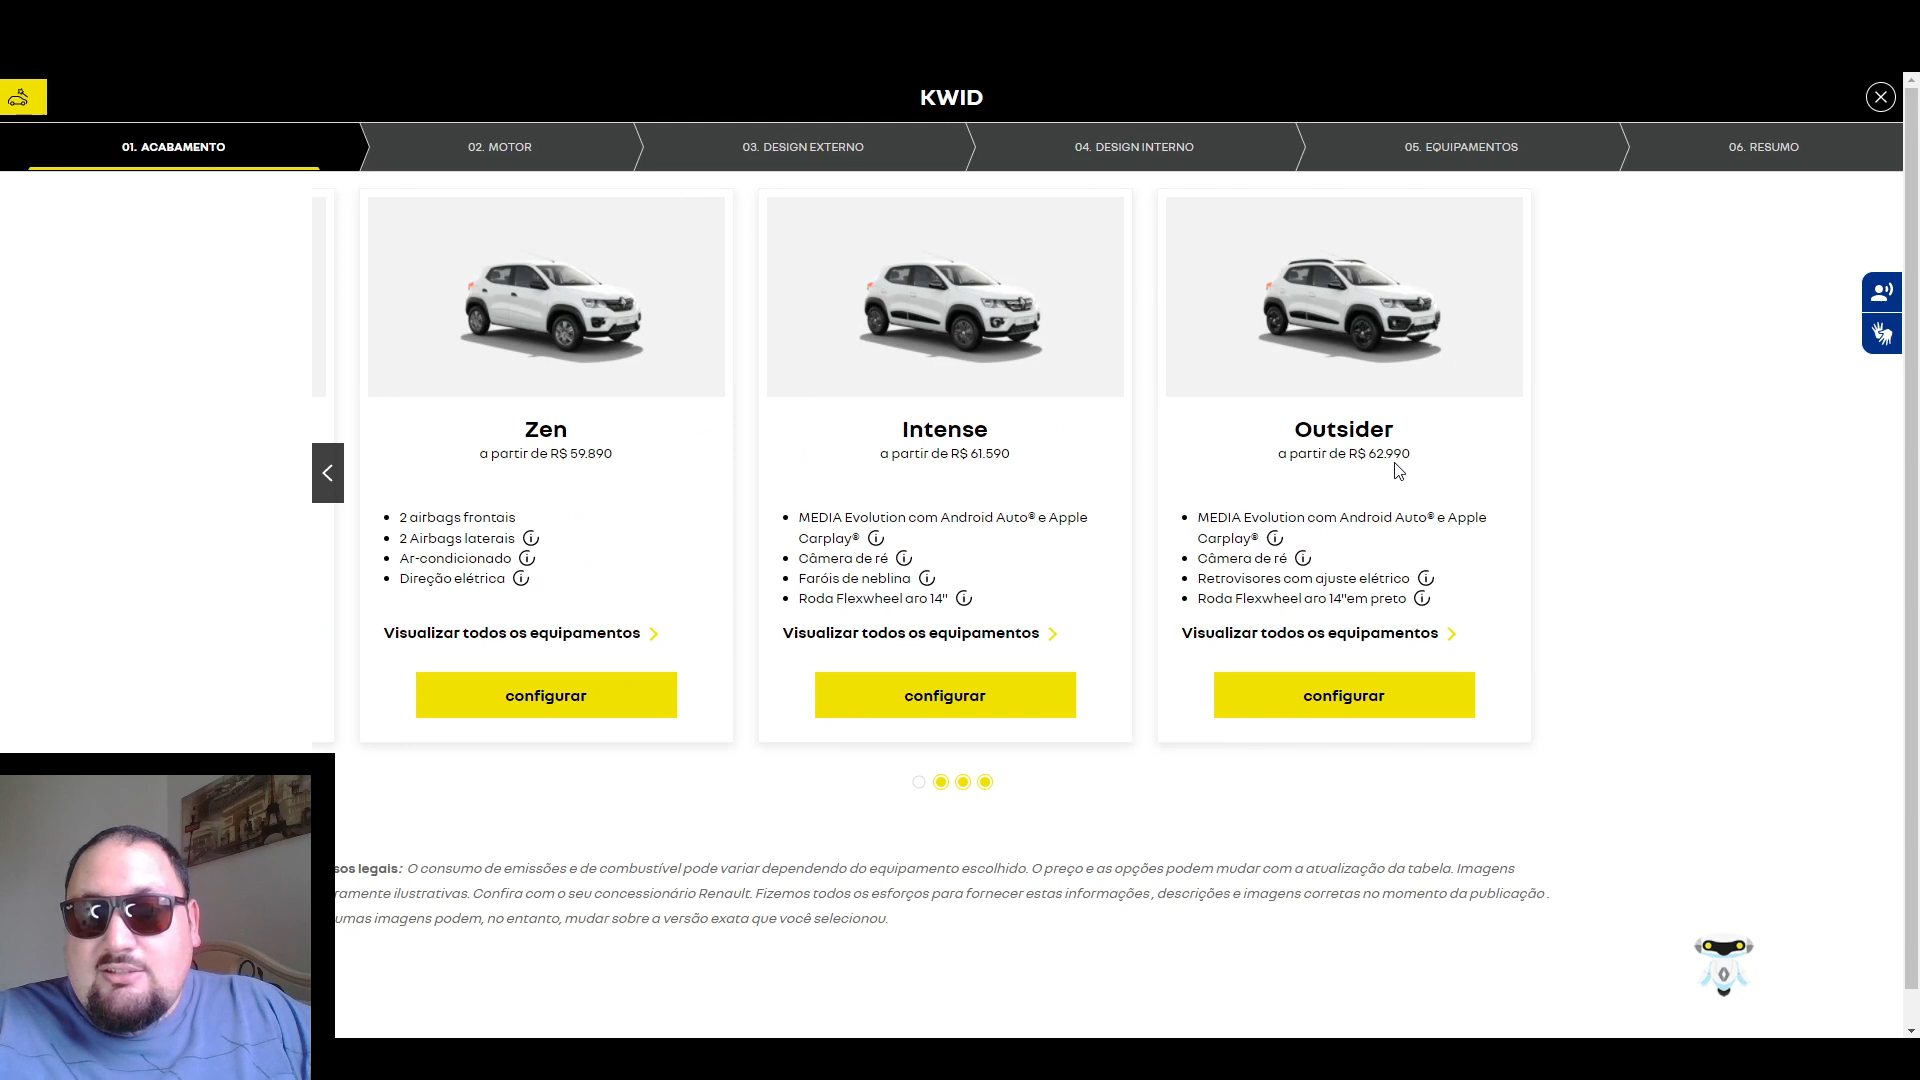 KWID
01. ACABAMENTO
02. MOTOR
03. DESIGN EXTERNO
04. DESIGN INTERNO
05. EQUIPAMENTOS
06. RESUMO
Zen
a partir de R$ 59.890
2 airbags frontais
2 Airbags laterais
Ar-condicionado
Direção elétrica
Visualizar todos os equipamentos
configurar
Intense
a partir de R$ 61.590
MEDIA Evolution com Android Auto® e Apple
Carplay®
Câmera de ré
Faróis de neblina
Roda Flexwheel aro 14"
Visualizar todos os equipamentos
configurar
Outsider
a partir de R$ 62.990
MEDIA Evolution com Android Auto® e Apple
Carplay®
Câmera de ré
Retrovisores com ajuste elétrico
Roda Flexwheel aro 14"em preto
Visualizar todos os equipamentos
configurar
sos legais: O consumo de emissões e de combustível pode variar dependendo do equipamento escolhido. O preço e as opções podem mudar com a atualização da tabela. Imagens
ramente ilustrativas. Confira com o seu concessionário Renault. Fizemos todos os esforços para fornecer estas informações , descrições e imagens corretas no momento da publicação .
umas imagens podem, no entanto, mudar sobre a versão exata que você selecionou.